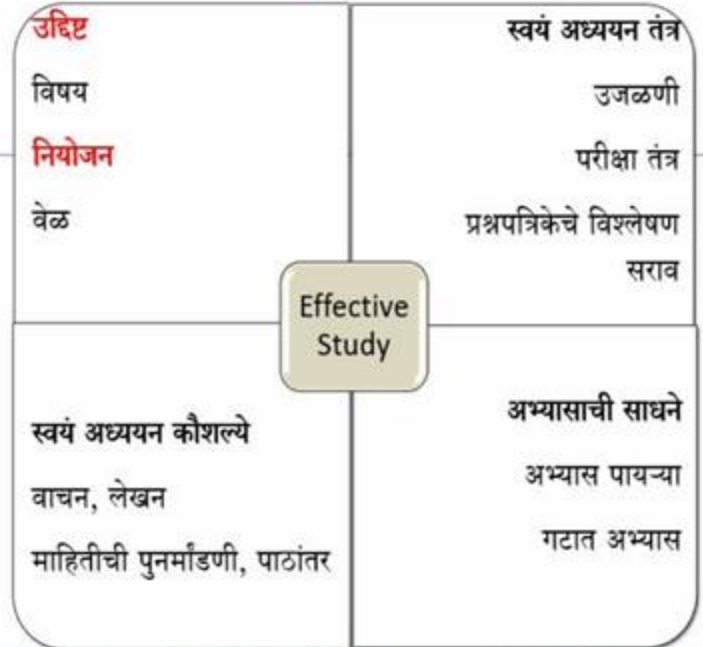 उद्दिष्ट
विषय
नियोजन
वेळ
स्वयं अध्ययन तंत्र
उजळणी
परीक्षा तंत्र
प्रश्नपत्रिकेचे विश्लेषण
सराव
Effective
Study
स्वयं अध्ययन कौशल्ये
वाचन, लेखन
माहितीची पुनर्मांडणी, पाठांतर
अभ्यासाची साधने
अभ्यास पायऱ्या
गटात अभ्यास